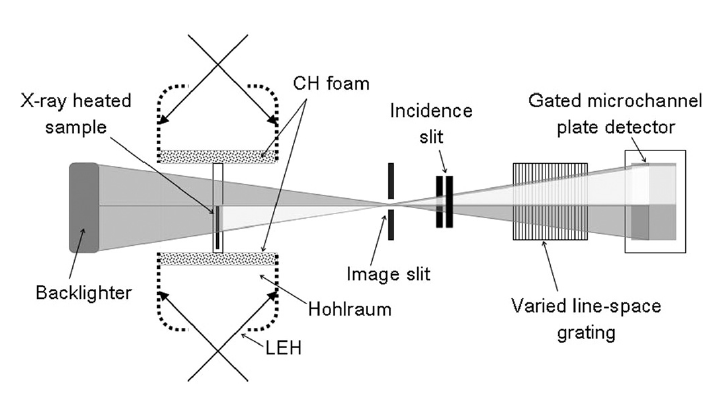 X-ray heated
sample
CH foam
Incidence
slit
Gated microchannel
plate detector
Backlighter
Image slit
Hohlraum
LEH
Varied line-space
grating